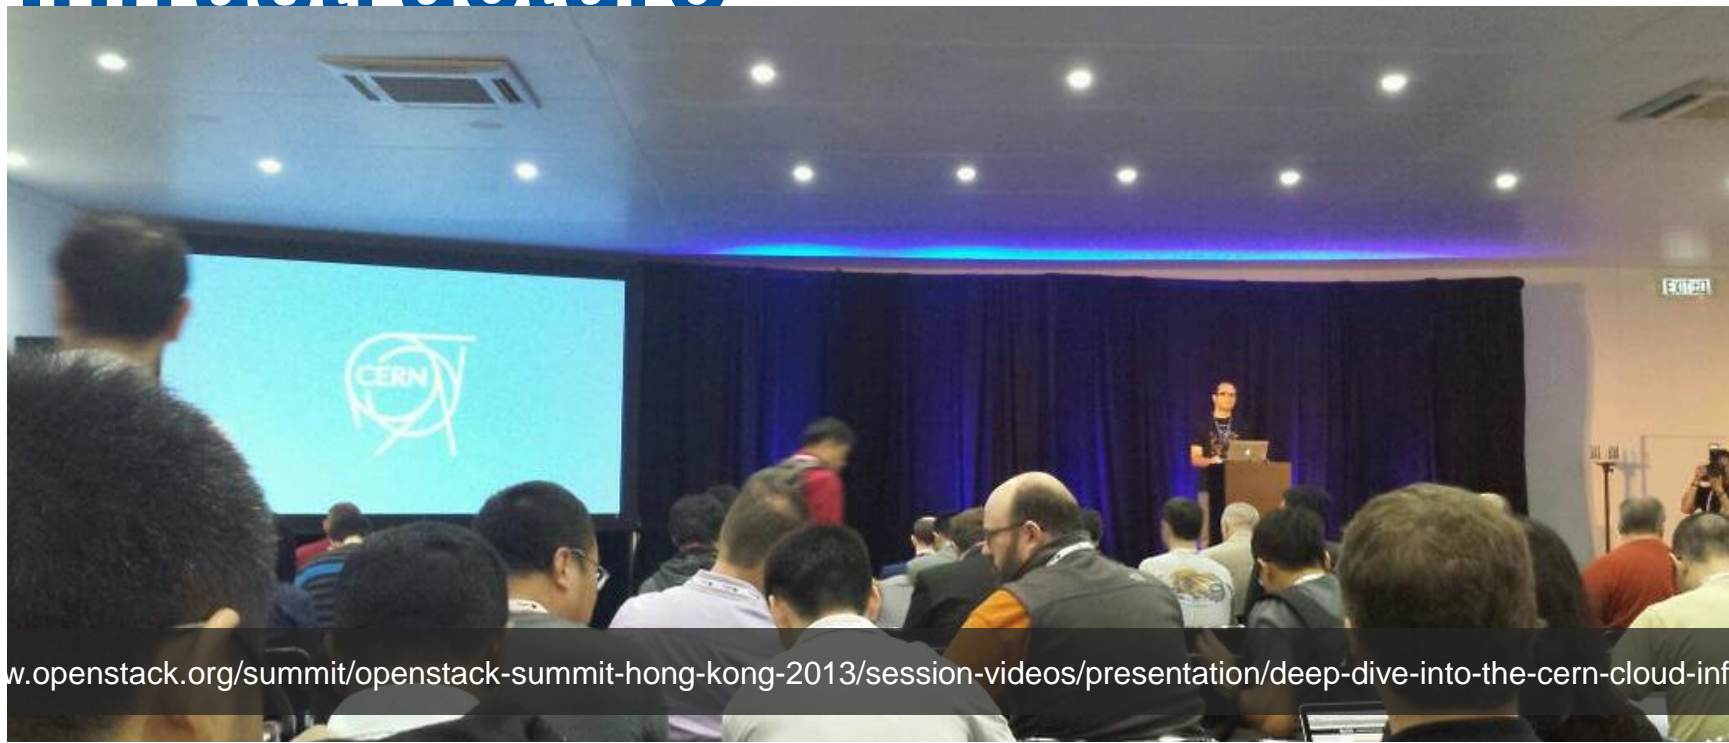 CERN
EXIT
w.openstack.org/summit/openstack-summit-hong-kong-2013/session-videos/presentation/deep-dive-into-the-cern-cloud-inf